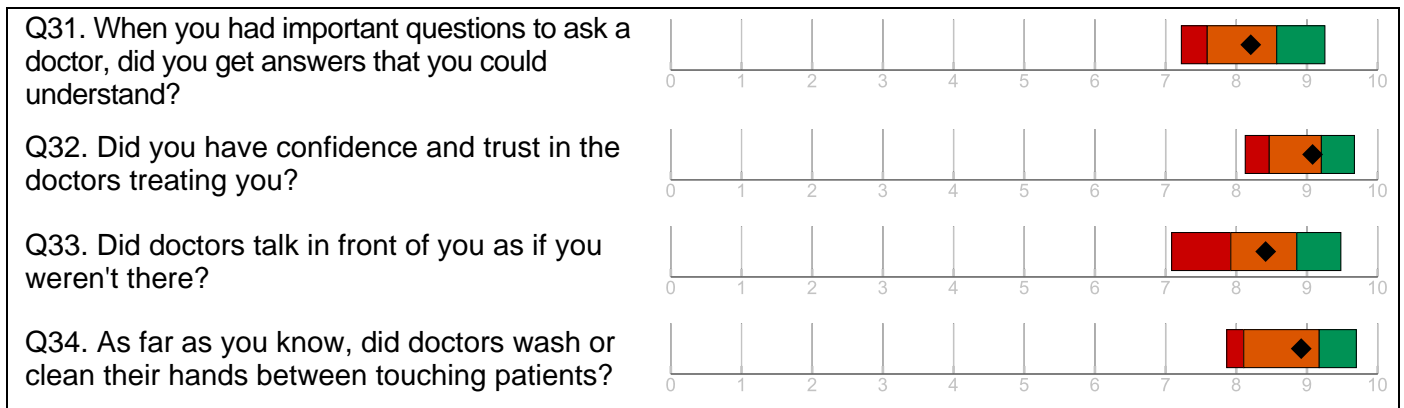 Q31. When you had important questions to ask a
doctor, did you get answers that you could
understand?
0 1 2 3 4 5 6 7 8 9 10
Q32. Did you have confidence and trust in the
doctors treating you?
0 1 2 3 4 5 6 7 8 9 10
Q33. Did doctors talk in front of you as if you
weren't there?
0 1 2 3 4 5 6 7 8 9 10
Q34. As far as you know, did doctors wash or
clean their hands between touching patients?
0 1 2 3 4 5 6 7 8 9 10